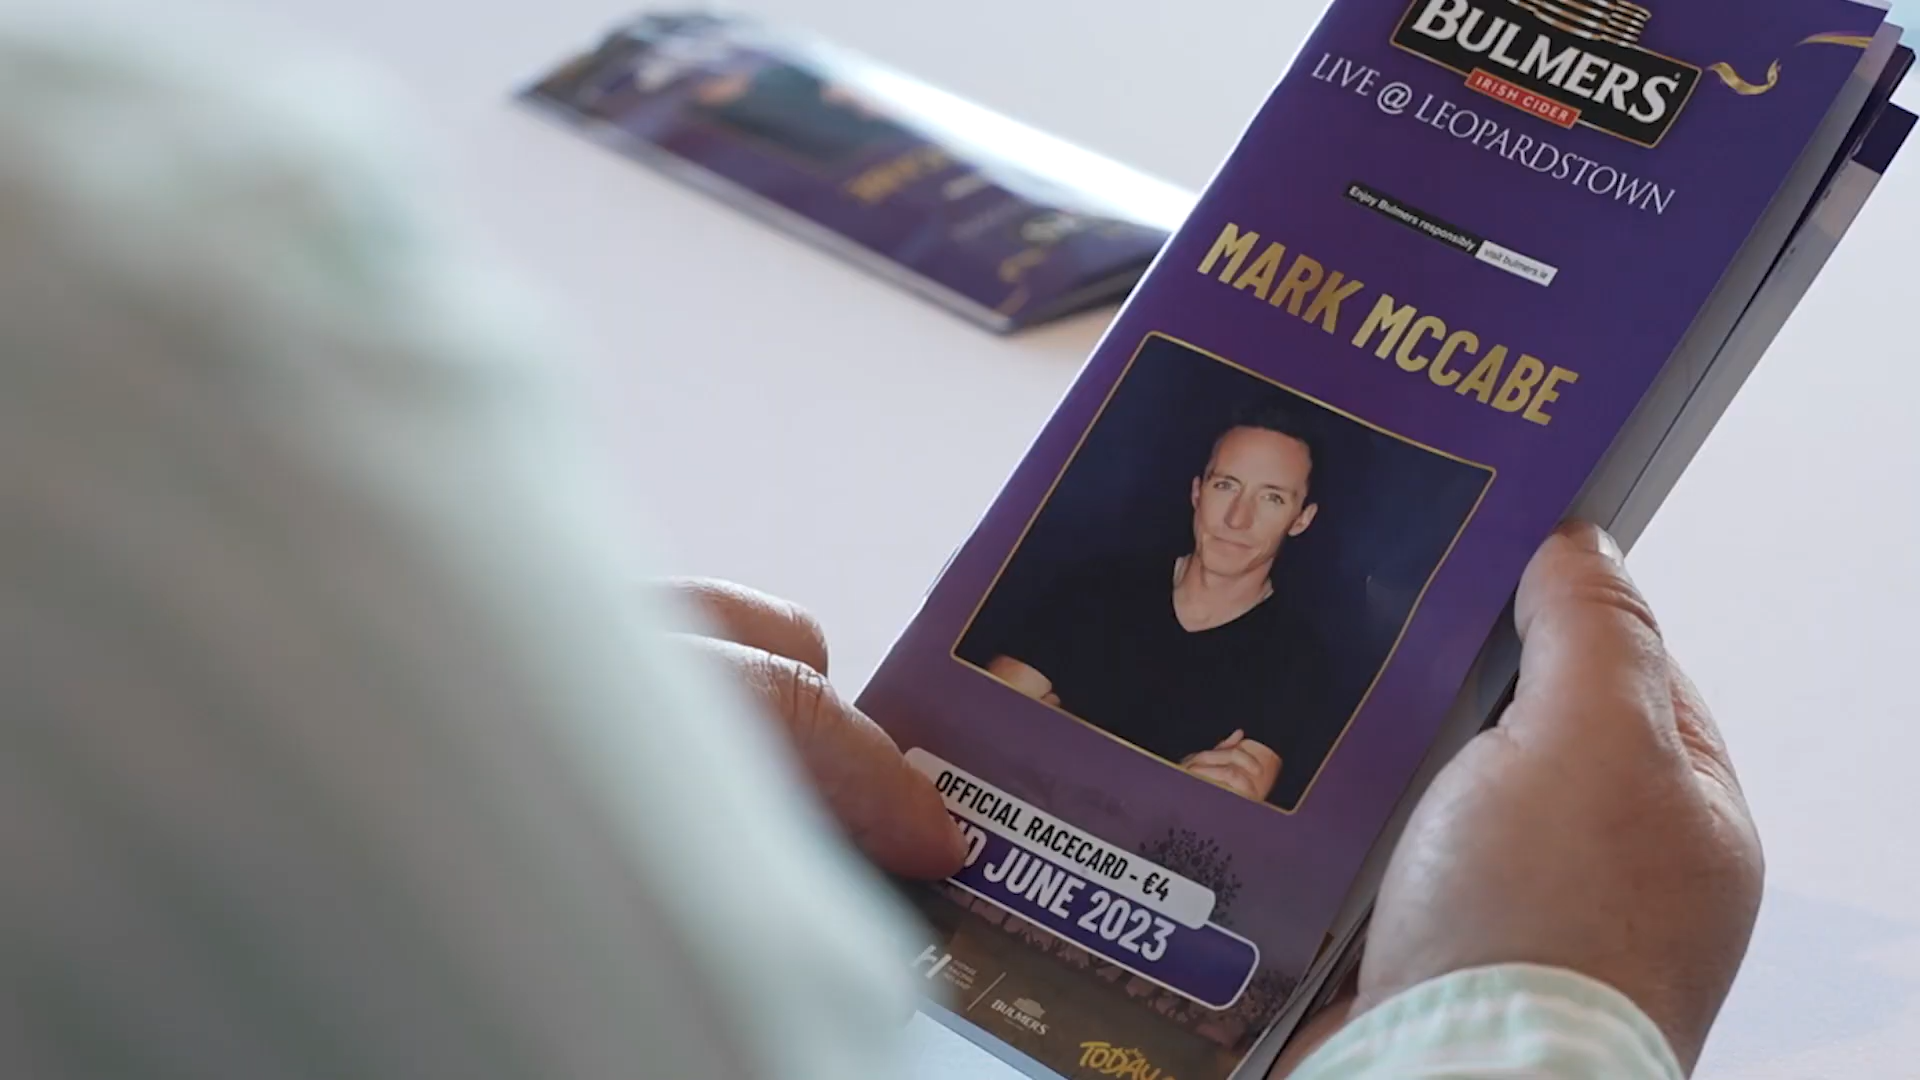 BULMERS
IRISH CIDER
LIVE @ LEOPARDSTOWN
Enjoy Bulmers responsibly visit bulmers.ie
MARK MCCABE
OFFICIAL RACECARD - €4
JUNE 2023
BULMERS
TODAY